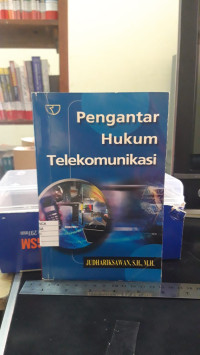 Pengantar
Hukum
Telekomunikasi
JUDHARIKSAWAN, S.H., M.H.